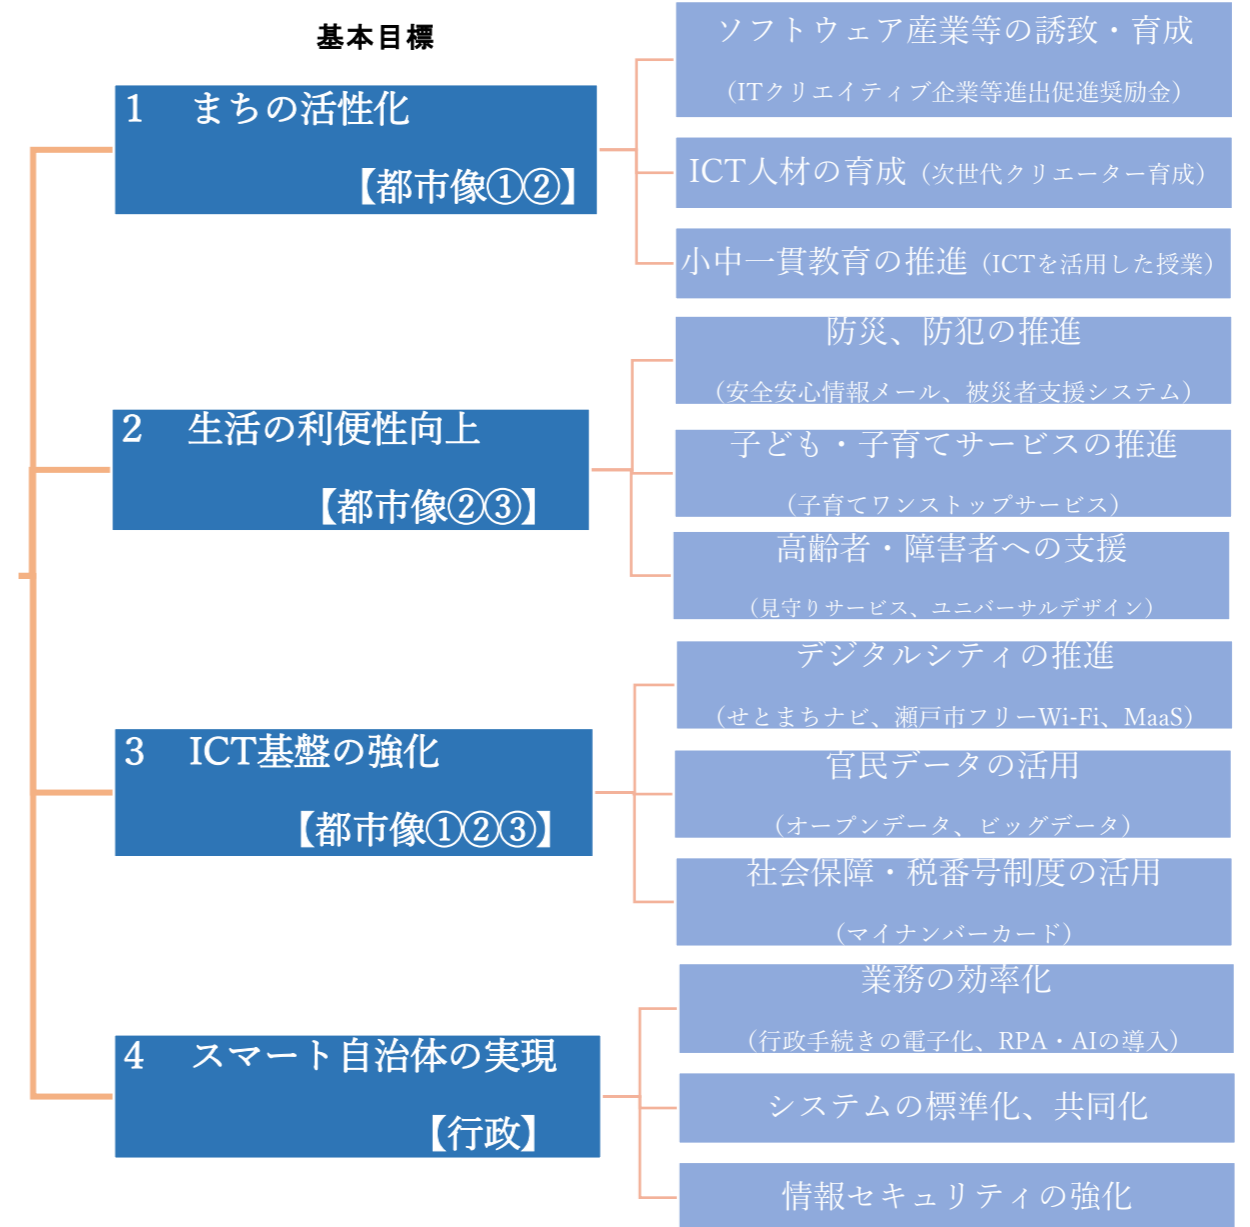 基本目標
1 まちの活性化
【都市像①②】
ソフトウェア産業等の誘致・育成
（ITクリエイティブ企業等進出促進奨励金）
ICT人材の育成（次世代クリエーター育成）
小中一貫教育の推進（ICTを活用した授業）
2 生活の利便性向上
【都市像②③】
防災、防犯の推進
（安全安心情報メール、被災者支援システム）
子ども・子育てサービスの推進
（子育てワンストップサービス）
高齢者・障害者への支援
（見守りサービス、ユニバーサルデザイン）
3 ICT基盤の強化
【都市像①②③】
デジタルシティの推進
（せとまちナビ、瀬戸市フリーWi-Fi、MaaS）
官民データの活用
（オープンデータ、ビッグデータ）
社会保障・税番号制度の活用
（マイナンバーカード）
4 スマート自治体の実現
【行政】
業務の効率化
（行政手続きの電子化、RPA・AIの導入）
システムの標準化、共同化
情報セキュリティの強化